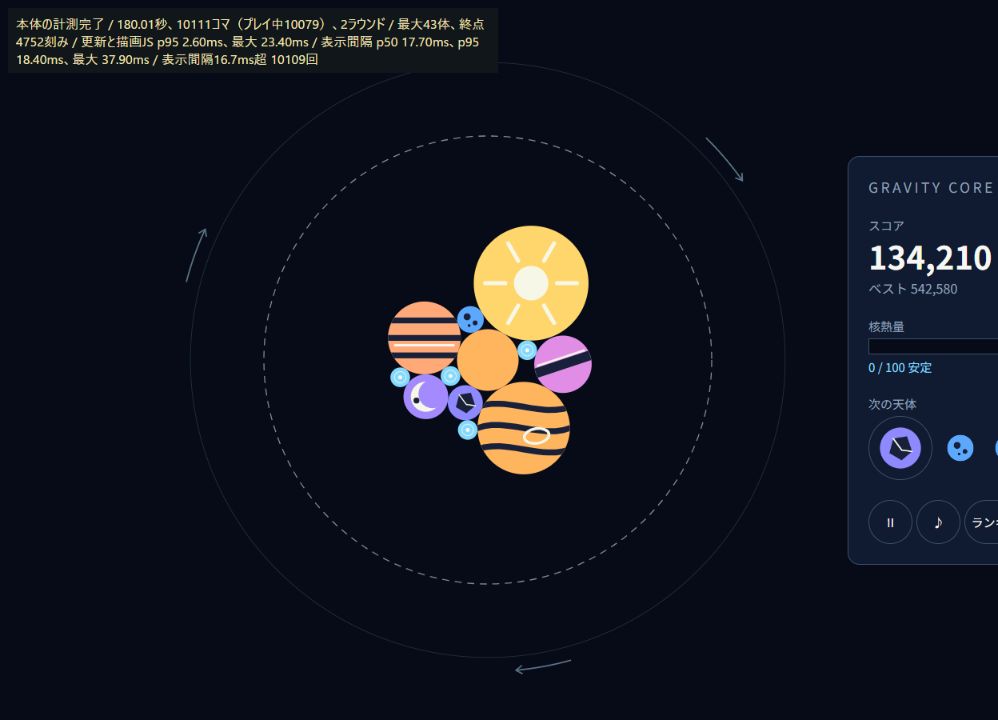 本体の計測完了 / 180.01秒、10111コマ（プレイ中10079）、2ラウンド / 最大43体、終点
4752刻み / 更新と描画JS p95 2.60ms、最大 23.40ms / 表示間隔 p50 17.70ms、p95
18.40ms、最大 37.90ms / 表示間隔16.7ms超 10109回
GRAVITY CORE
スコア
134,210
ベスト 542,580
核熱量
0 / 100 安定
次の天体
II
♪
ラン